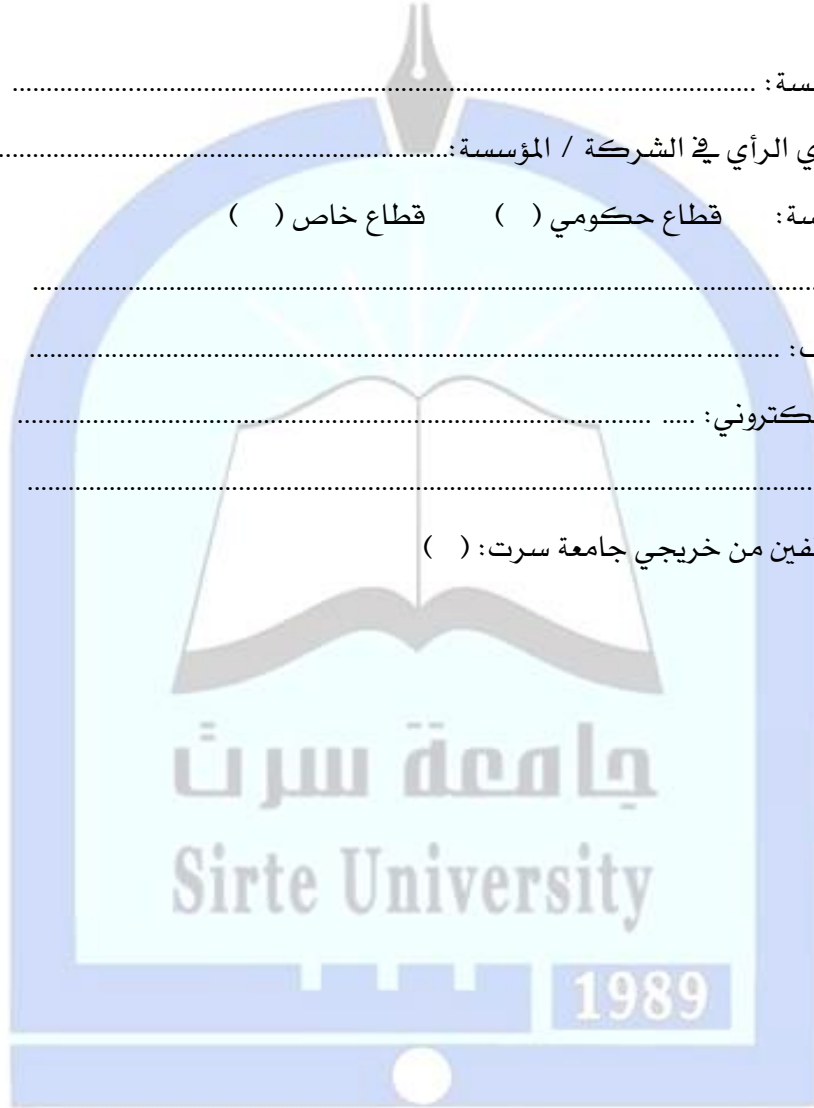 سة: ...............................................................................................................
ي الرأي في الشركة / المؤسسة: ....................................................................
سة: قطاع حكومي ( ) قطاع خاص ( )
.......................................................................................................................
: ...............................................................................................................
كتروني: ..... ...............................................................................................
.......................................................................................................................
فين من خريجي جامعة سرت: ( )
جامعة سرت
Sirte University
1989